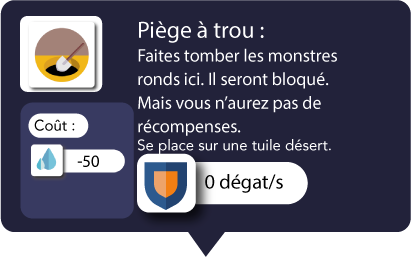 Piège à trou :
Faites tomber les monstres
ronds ici. Il seront bloqué.
Mais vous n'aurez pas de
récompenses.
Se place sur une tuile désert.
Coût :
-50
0 dégat/s